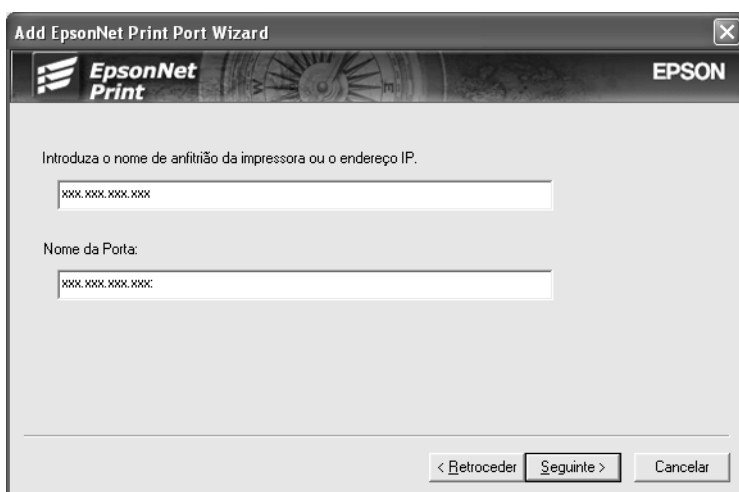 Add EpsonNet Print Port Wizard
EpsonNet
Print
EPSON
E
Introduza o nome de anfitrião da impressora ou o endereço IP.
xxx.xxx.xxx.xxx
Nome da Porta:
xxx.xxx.xxx.xxx:
< Retroceder
Seguinte >
Cancelar